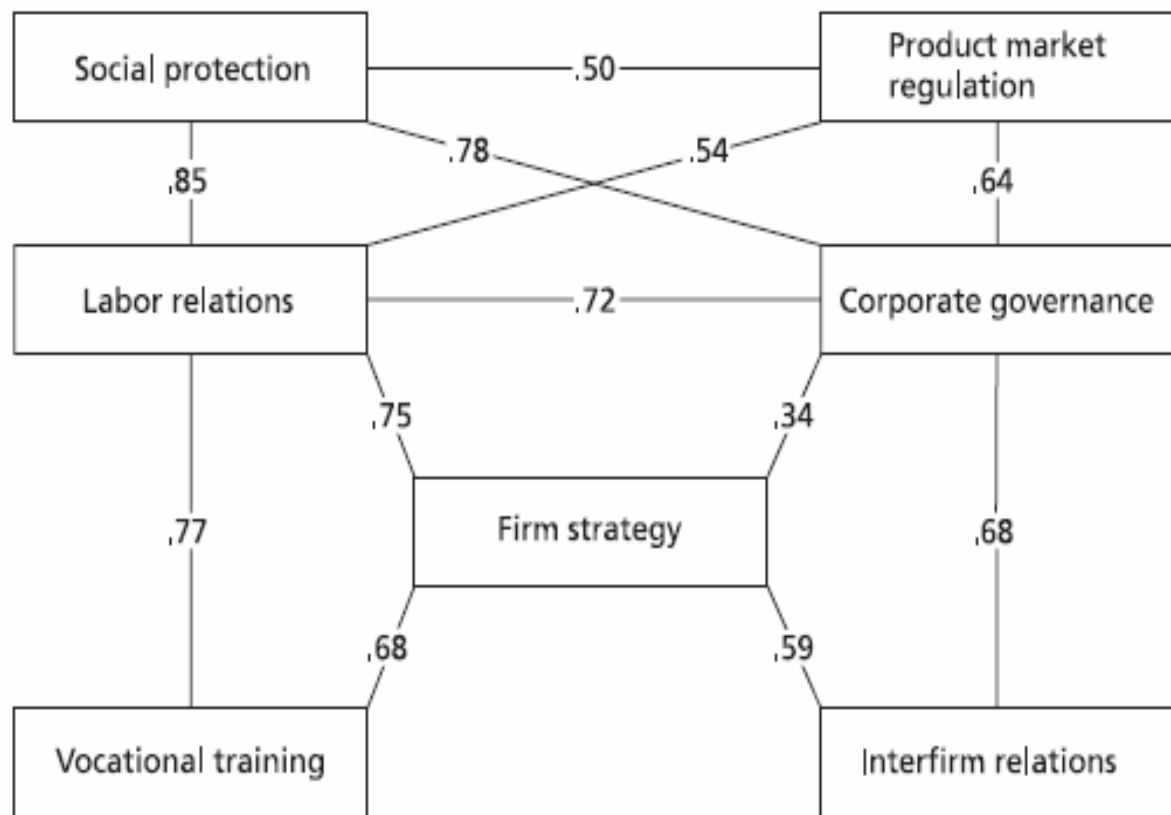 Social protection
.50
Product market
regulation
.78
.54
.85
.64
Labor relations
.72
Corporate governance
.75
.34
.77
Firm strategy
.68
.68
.59
Vocational training
Interfirm relations